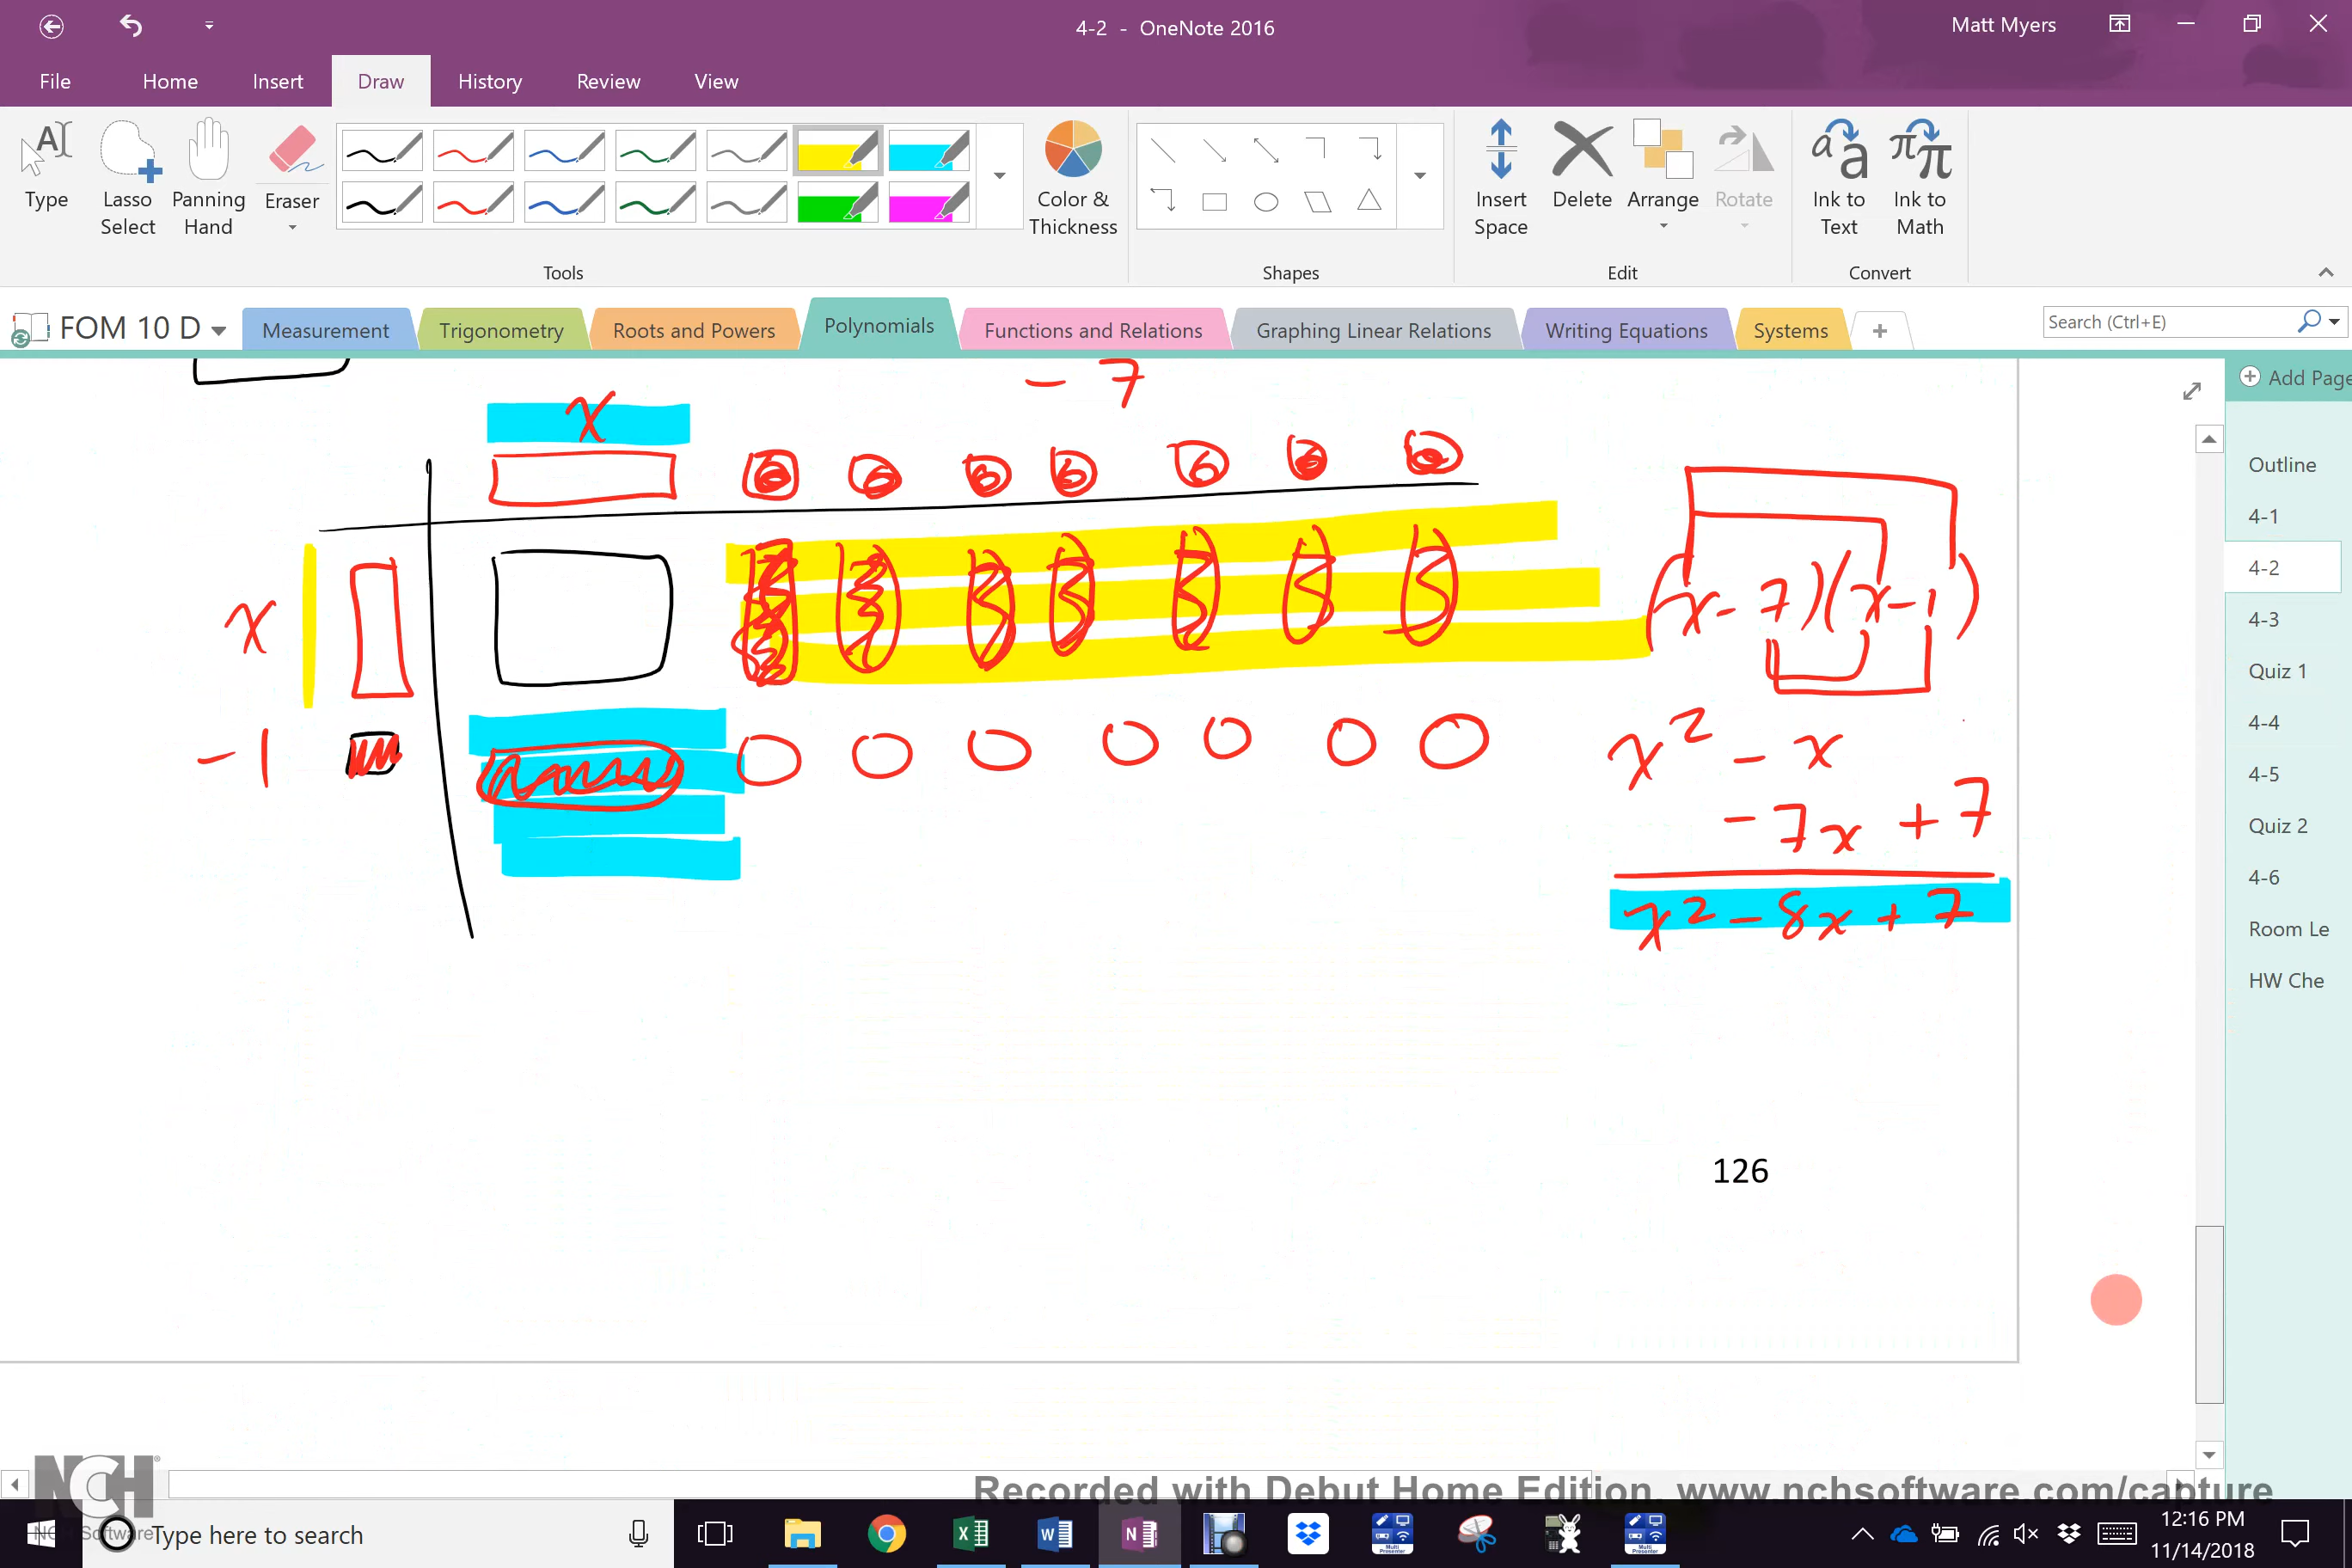 4-2 - OneNote 2016
Matt Myers
File Home Insert Draw History Review View
Type
Lasso Select
Panning Hand
Eraser
Color & Thickness
Insert Space
Delete
Arrange
Rotate
Ink to Text
Ink to Math
Tools
Shapes
Edit
Convert
FOM 10 D
Measurement
Trigonometry
Roots and Powers
Polynomials
Functions and Relations
Graphing Linear Relations
Writing Equations
Systems
Search (Ctrl+E)
Add Page
Outline
4-1
4-2
4-3
Quiz 1
4-4
4-5
Quiz 2
4-6
Room Le
HW Che
x - 7
x
-1
(x-7)(x-1)
x² - x
-7x + 7
x² - 8x + 7
126
NCH
NCH Software
Recorded with Debut Home Edition. www.nchsoftware.com/capture
Type here to search
12:16 PM
11/14/2018